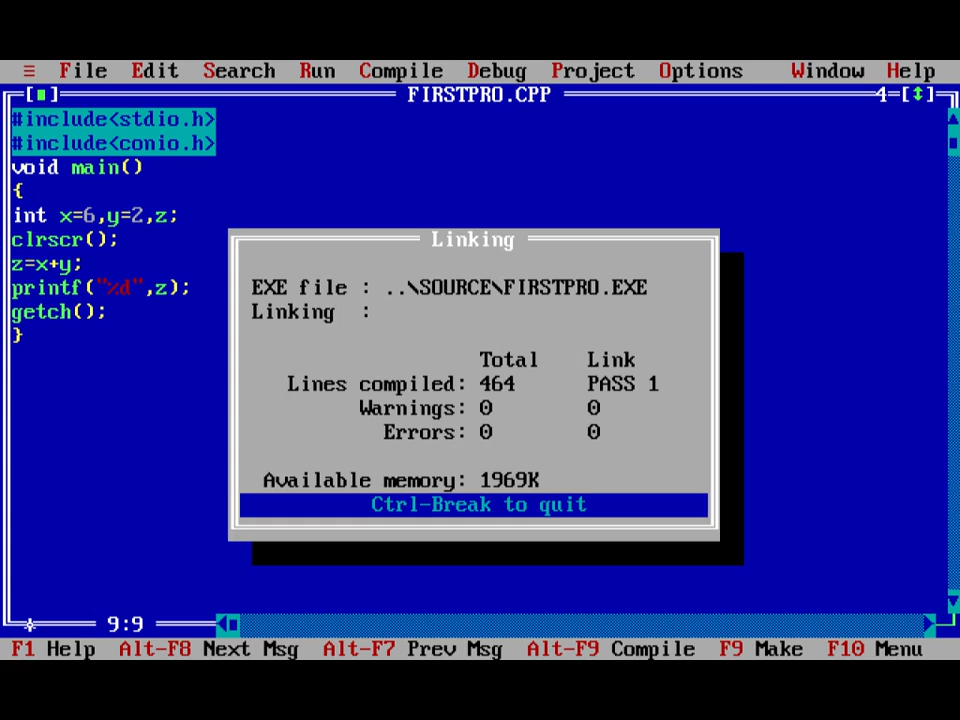 ≡ File Edit Search Run Compile Debug Project Options Window Help
[■] FIRSTPRO.CPP 4=[↕]
#include<stdio.h>
#include<conio.h>
void main()
{
int x=6,y=2,z;
clrscr();
z=x+y;
printf("%d",z);
getch();
}
Linking
EXE file : ..\SOURCE\FIRSTPRO.EXE
Linking :
Total Link
Lines compiled: 464 PASS 1
Warnings: 0 0
Errors: 0 0
Available memory: 1969K
Ctrl-Break to quit
9:9
F1 Help Alt-F8 Next Msg Alt-F7 Prev Msg Alt-F9 Compile F9 Make F10 Menu